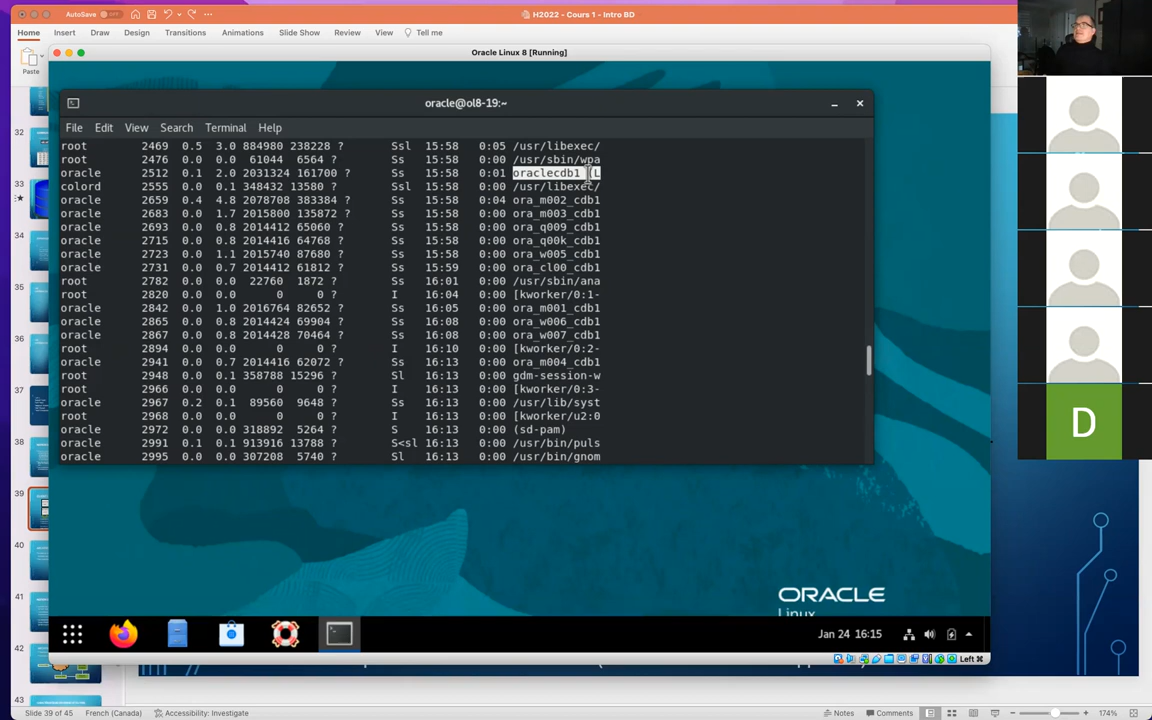 AutoSave
H2022 - Cours 1 - Intro BD
Home Insert Draw Design Transitions Animations Slide Show Review View Tell me
Paste
Oracle Linux 8 [Running]
oracle@ol8-19:~
File Edit View Search Terminal Help
root 2469 0.5 3.0 884980 238228 ? Ssl 15:58 0:05 /usr/libexec/
root 2476 0.0 0.0 61044 6564 ? Ss 15:58 0:00 /usr/sbin/wpa
oracle 2512 0.1 2.0 2031324 161700 ? Ss 15:58 0:01 oraclecdb1 (L
colord 2555 0.0 0.1 348432 13580 ? Ssl 15:58 0:00 /usr/libexec/
oracle 2659 0.4 4.8 2078708 383384 ? Ss 15:58 0:04 ora_m002_cdb1
oracle 2683 0.0 1.7 2015800 135872 ? Ss 15:58 0:00 ora_m003_cdb1
oracle 2693 0.0 0.8 2014412 65060 ? Ss 15:58 0:00 ora_q009_cdb1
oracle 2715 0.0 0.8 2014416 64768 ? Ss 15:58 0:00 ora_q00k_cdb1
oracle 2723 0.0 1.1 2015740 87680 ? Ss 15:58 0:00 ora_w005_cdb1
oracle 2731 0.0 0.7 2014412 61812 ? Ss 15:59 0:00 ora_cl00_cdb1
root 2782 0.0 0.0 22760 1872 ? Ss 16:01 0:00 /usr/sbin/ana
root 2820 0.0 0.0 0 0 ? I 16:04 0:00 [kworker/0:1-
oracle 2842 0.0 1.0 2016764 82652 ? Ss 16:05 0:00 ora_m001_cdb1
oracle 2865 0.0 0.8 2014424 69904 ? Ss 16:08 0:00 ora_w006_cdb1
oracle 2867 0.0 0.8 2014428 70464 ? Ss 16:08 0:00 ora_w007_cdb1
root 2894 0.0 0.0 0 0 ? I 16:10 0:00 [kworker/0:2-
oracle 2941 0.0 0.7 2014416 62072 ? Ss 16:13 0:00 ora_m004_cdb1
root 2948 0.0 0.1 358788 15296 ? Sl 16:13 0:00 gdm-session-w
root 2966 0.0 0.0 0 0 ? I 16:13 0:00 [kworker/0:3-
oracle 2967 0.2 0.1 89560 9648 ? Ss 16:13 0:00 /usr/lib/syst
root 2968 0.0 0.0 0 0 ? I 16:13 0:00 [kworker/u2:0
oracle 2972 0.0 0.0 318892 5264 ? S 16:13 0:00 (sd-pam)
oracle 2991 0.1 0.1 913916 13788 ? S<sl 16:13 0:00 /usr/bin/puls
oracle 2995 0.0 0.0 307208 5740 ? Sl 16:13 0:00 /usr/bin/gnom
32
33
34
35
36
37
38
39
40
41
42
43
D
ORACLE
Linux
Jan 24 16:15
Left ⌘
Slide 39 of 45 French (Canada) Accessibility: Investigate Notes Comments 174%